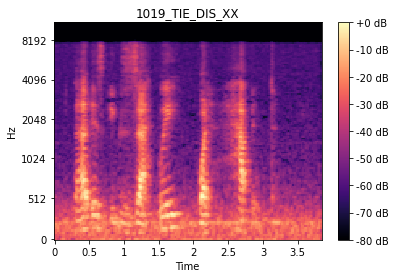 1019_TIE_DIS_XX
8192
4096
2048
1024
512
0
Hz
0 0.5 1 1.5 2 2.5 3 3.5
Time
+0 dB
-10 dB
-20 dB
-30 dB
-40 dB
-50 dB
-60 dB
-70 dB
-80 dB